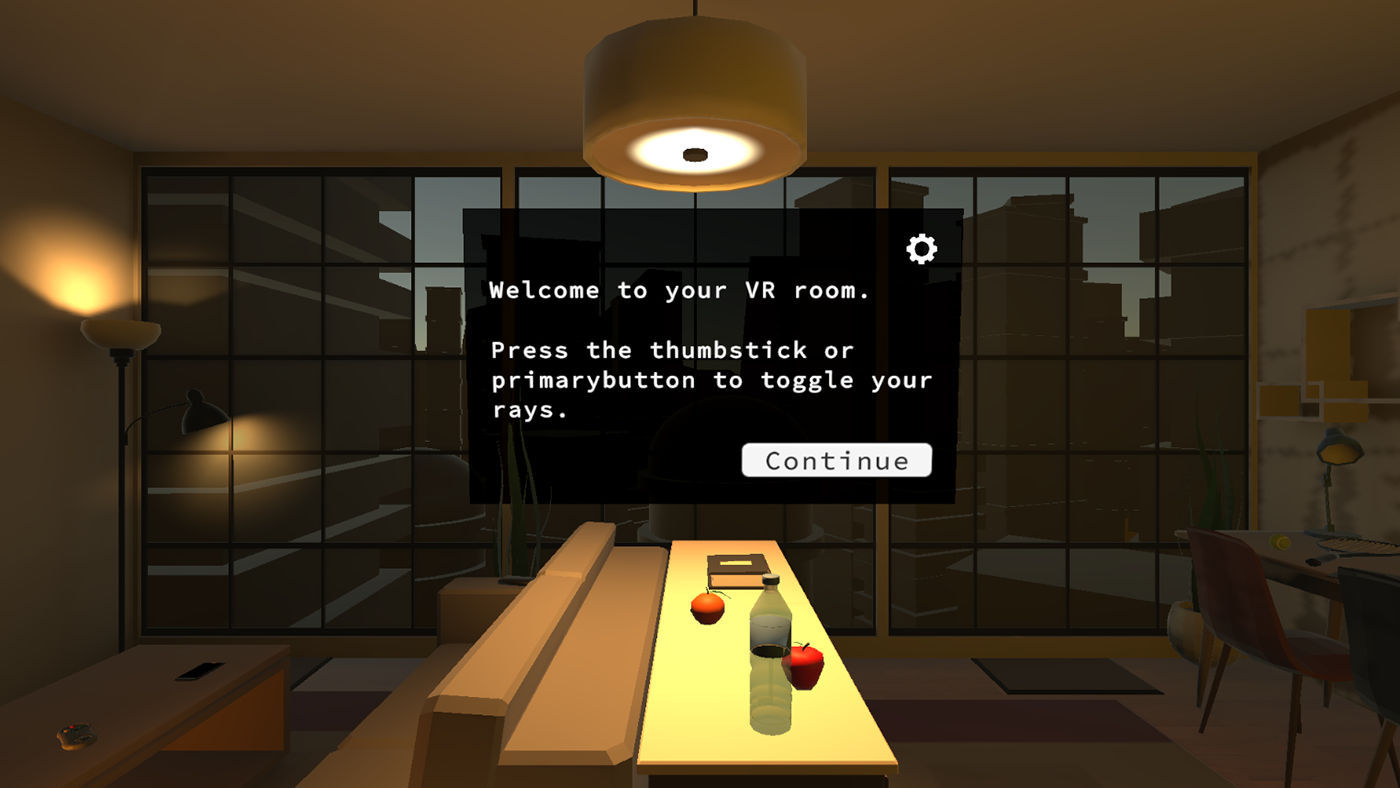 Welcome to your VR room.
Press the thumbstick or
primarybutton to toggle your
rays.
Continue